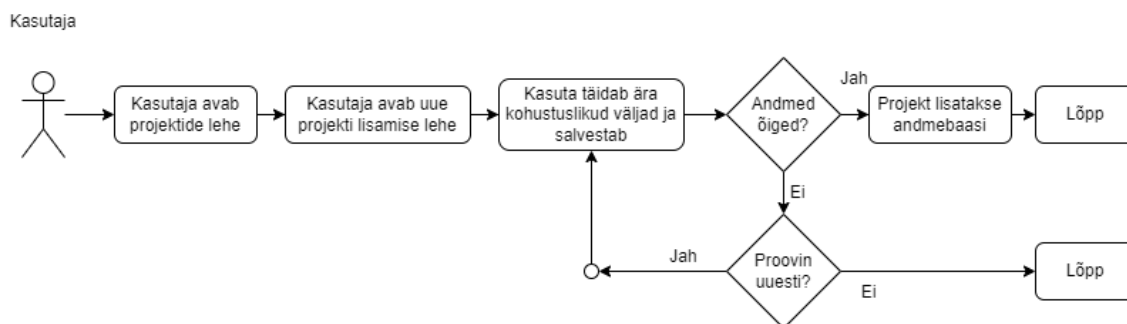 Kasutaja
Kasutaja avab
projektide lehe
Kasutaja avab uue
projekti lisamise lehe
Kasuta täidab ära
kohustuslikud väljad ja
salvestab
Andmed
õiged?
Jah
Projekt lisatakse
andmebaasi
Lõpp
Ei
Proovin
uuesti?
Jah
Ei
Lõpp